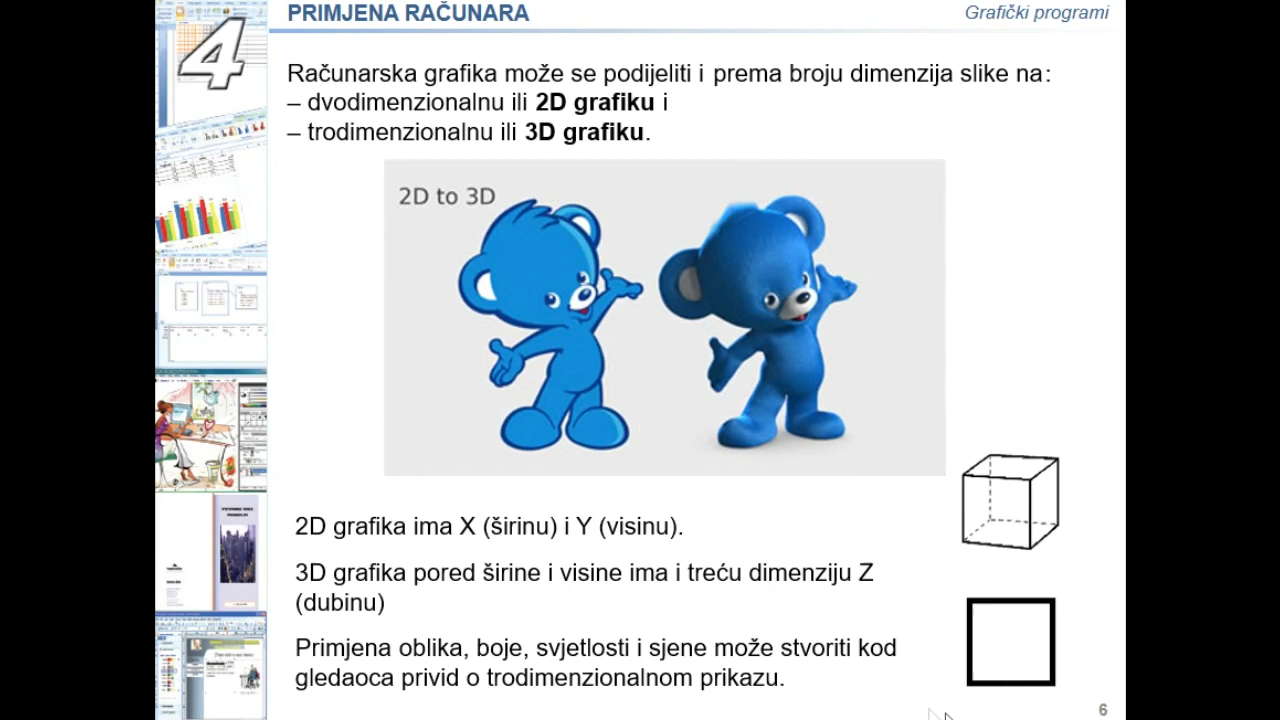 PRIMJENA RAČUNARA
Grafički programi
4
Računarska grafika može se podijeliti i prema broju dimenzija slike na:
– dvodimenzionalnu ili 2D grafiku i
– trodimenzionalnu ili 3D grafiku.
2D to 3D
2D grafika ima X (širinu) i Y (visinu).
3D grafika pored širine i visine ima i treću dimenziju Z
(dubinu)
Primjena oblika, boje, svjetlosti i sjene može stvoriti kod
gledaoca privid o trodimenzionalnom prikazu.
6